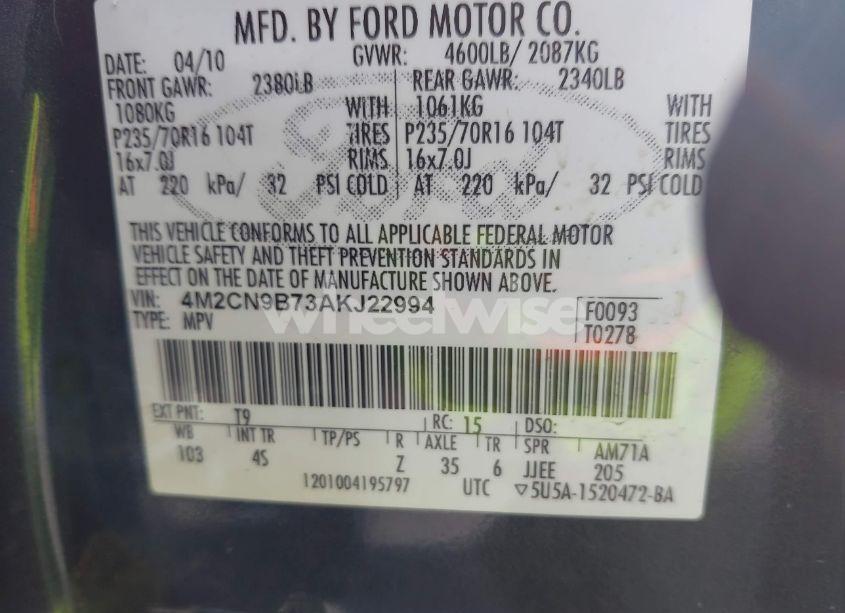 MFD. BY FORD MOTOR CO.
DATE: 04/10 GVWR: 4600LB/ 2087KG
FRONT GAWR: 2380LB REAR GAWR: 2340LB
1080KG WITH 1061KG WITH
P235/70R16 104T TIRES P235/70R16 104T TIRES
16x7.0J RIMS 16x7.0J RIMS
AT 220 kPa/ 32 PSI COLD AT 220 kPa/ 32 PSI COLD
Ford
THIS VEHICLE CONFORMS TO ALL APPLICABLE FEDERAL MOTOR
VEHICLE SAFETY AND THEFT PREVENTION STANDARDS IN
EFFECT ON THE DATE OF MANUFACTURE SHOWN ABOVE.
VIN: 4M2CN9B73AKJ22994 F0093
TYPE: MPV T0278
wheelwise
EXT PNT: T9 RC: 15 DSO:
WB INT TR TP/PS R AXLE TR SPR AM71A
103 4S Z 35 6 JJEE 205
1201004195797 UTC ▽5U5A-1520472-BA